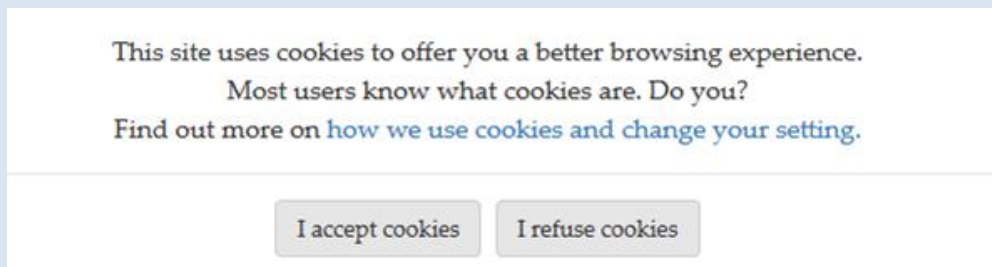 This site uses cookies to offer you a better browsing experience.
Most users know what cookies are. Do you?
Find out more on how we use cookies and change your setting.
I accept cookies
I refuse cookies